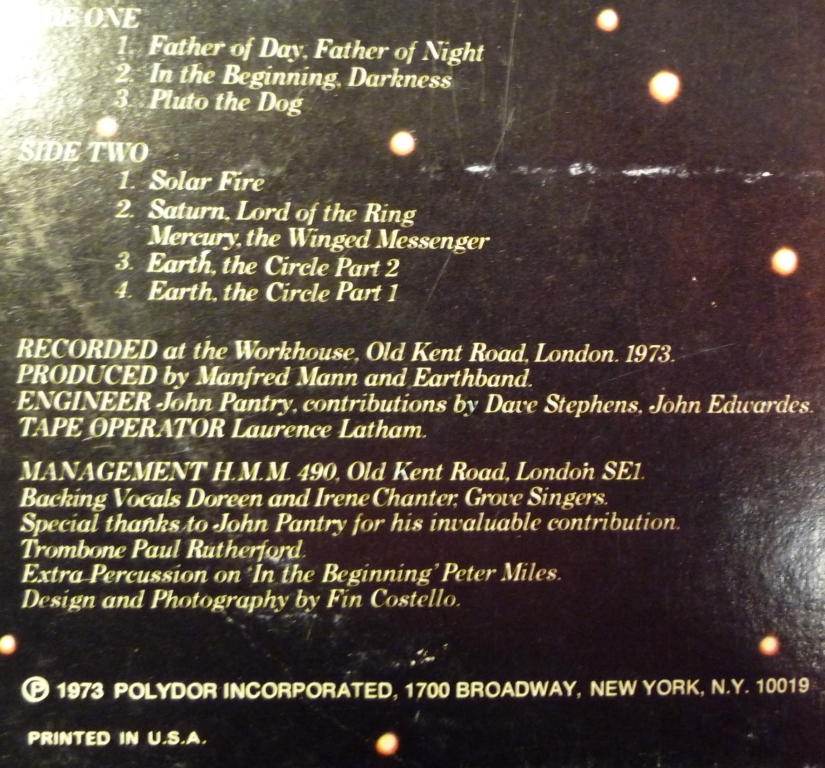 SIDE ONE
1. Father of Day, Father of Night
2. In the Beginning, Darkness
3. Pluto the Dog
SIDE TWO
1. Solar Fire
2. Saturn, Lord of the Ring
Mercury, the Winged Messenger
3. Earth, the Circle Part 2
4. Earth, the Circle Part 1
RECORDED at the Workhouse, Old Kent Road, London. 1973.
PRODUCED by Manfred Mann and Earthband.
ENGINEER John Pantry, contributions by Dave Stephens, John Edwardes.
TAPE OPERATOR Laurence Latham.
MANAGEMENT H.M.M. 490, Old Kent Road, London SE1.
Backing Vocals Doreen and Irene Chanter, Grove Singers.
Special thanks to John Pantry for his invaluable contribution.
Trombone Paul Rutherford.
Extra Percussion on 'In the Beginning' Peter Miles.
Design and Photography by Fin Costello.
℗ 1973 POLYDOR INCORPORATED, 1700 BROADWAY, NEW YORK, N.Y. 10019
PRINTED IN U.S.A.